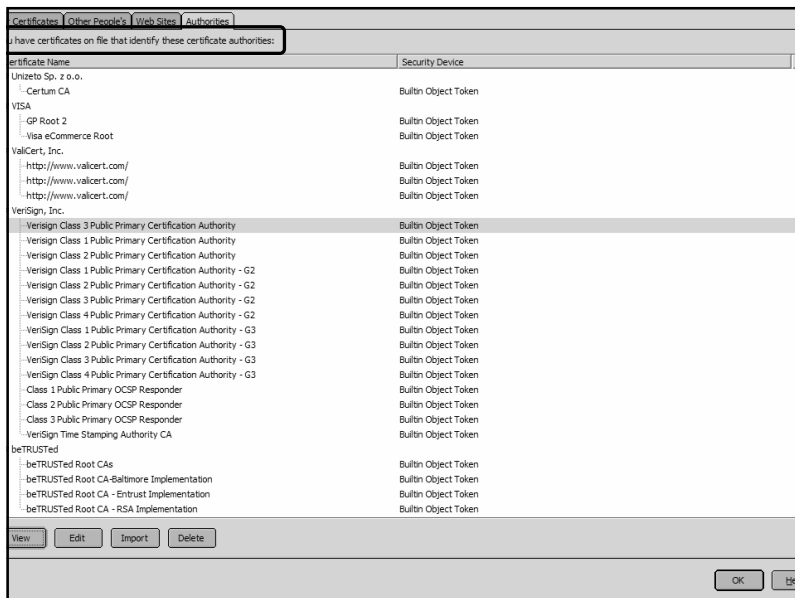 Certificates Other People's Web Sites Authorities
have certificates on file that identify these certificate authorities:
Certificate Name Security Device
Unizeto Sp. z o.o.
Certum CA Builtin Object Token
VISA
GP Root 2 Builtin Object Token
Visa eCommerce Root Builtin Object Token
ValiCert, Inc.
http://www.valicert.com/ Builtin Object Token
http://www.valicert.com/ Builtin Object Token
http://www.valicert.com/ Builtin Object Token
VeriSign, Inc.
Verisign Class 3 Public Primary Certification Authority Builtin Object Token
Verisign Class 1 Public Primary Certification Authority Builtin Object Token
Verisign Class 2 Public Primary Certification Authority Builtin Object Token
Verisign Class 1 Public Primary Certification Authority - G2 Builtin Object Token
Verisign Class 2 Public Primary Certification Authority - G2 Builtin Object Token
Verisign Class 3 Public Primary Certification Authority - G2 Builtin Object Token
Verisign Class 4 Public Primary Certification Authority - G2 Builtin Object Token
VeriSign Class 1 Public Primary Certification Authority - G3 Builtin Object Token
VeriSign Class 2 Public Primary Certification Authority - G3 Builtin Object Token
VeriSign Class 3 Public Primary Certification Authority - G3 Builtin Object Token
VeriSign Class 4 Public Primary Certification Authority - G3 Builtin Object Token
Class 1 Public Primary OCSP Responder Builtin Object Token
Class 2 Public Primary OCSP Responder Builtin Object Token
Class 3 Public Primary OCSP Responder Builtin Object Token
VeriSign Time Stamping Authority CA Builtin Object Token
beTRUSTed
beTRUSTed Root CAs Builtin Object Token
beTRUSTed Root CA-Baltimore Implementation Builtin Object Token
beTRUSTed Root CA - Entrust Implementation Builtin Object Token
beTRUSTed Root CA - RSA Implementation Builtin Object Token
View Edit Import Delete
OK